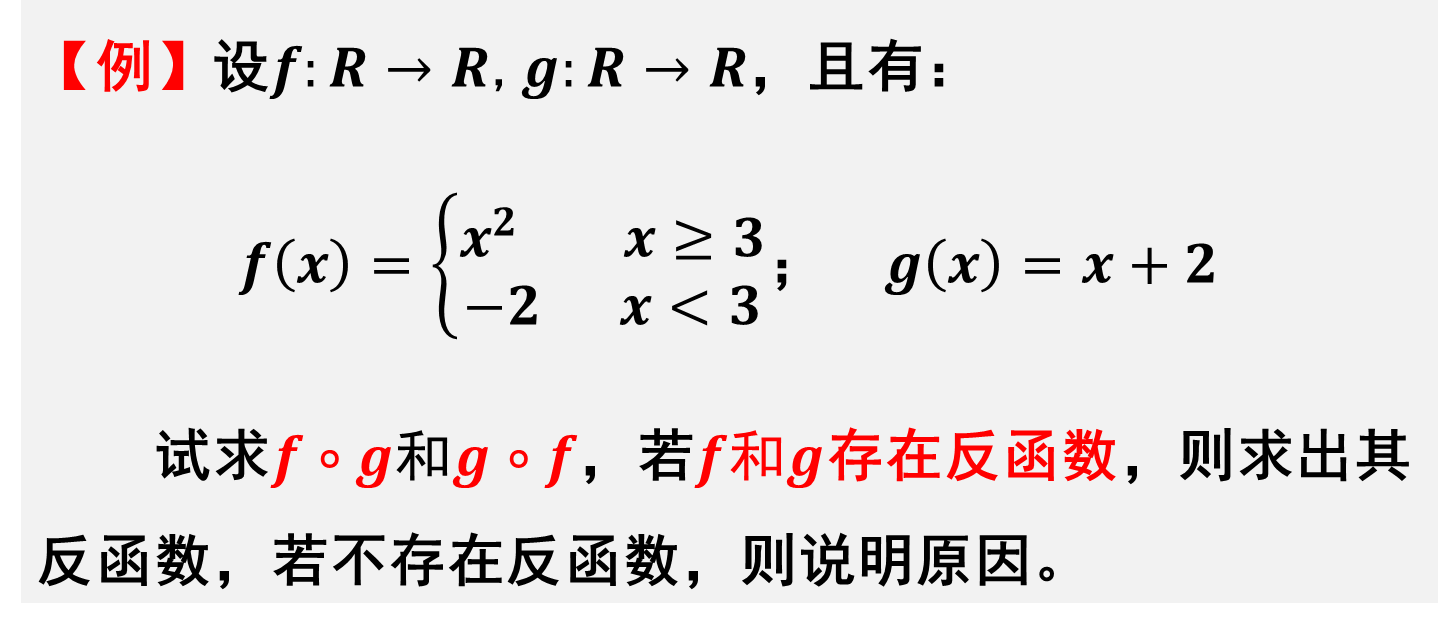 【例】设f: R → R, g: R → R，且有：
f(x) = { x² x ≥ 3 ; g(x) = x + 2
−2 x < 3
试求f ∘ g和g ∘ f，若f和g存在反函数，则求出其
反函数，若不存在反函数，则说明原因。